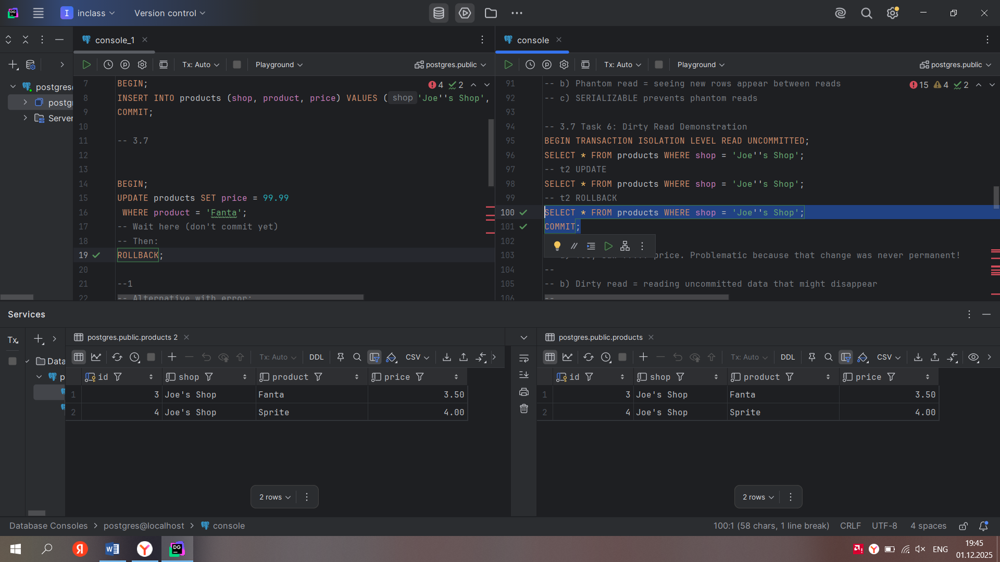 I inclass Version control
console_1
console
Tx: Auto Playground postgres.public
Tx: Auto Playground postgres.public
postgres(
postg
Server
7 BEGIN; 4 2
8 INSERT INTO products (shop, product, price) VALUES ( shop 'Joe''s Shop',
9 COMMIT;
10
11 -- 3.7
12
13
14 BEGIN;
15 UPDATE products SET price = 99.99
16 WHERE product = 'Fanta';
17 -- Wait here (don't commit yet)
18 -- Then:
19 ROLLBACK;
20
21 --1
22 -- Alternative with error:
91 -- b) Phantom read = seeing new rows appear between reads 15 4 2
92 -- c) SERIALIZABLE prevents phantom reads
93
94 -- 3.7 Task 6: Dirty Read Demonstration
95 BEGIN TRANSACTION ISOLATION LEVEL READ UNCOMMITTED;
96 SELECT * FROM products WHERE shop = 'Joe''s Shop';
97 -- t2 UPDATE
98 SELECT * FROM products WHERE shop = 'Joe''s Shop';
99 -- t2 ROLLBACK
100 SELECT * FROM products WHERE shop = 'Joe''s Shop';
101 COMMIT;
102
103 price. Problematic because that change was never permanent!
104 --
105 -- b) Dirty read = reading uncommitted data that might disappear
106 --
Services
Tx
Data
p
postgres.public.products 2
Tx: Auto DDL CSV
id shop product price
1 3 Joe's Shop Fanta 3.50
2 4 Joe's Shop Sprite 4.00
2 rows
postgres.public.products
Tx: Auto DDL CSV
id shop product price
1 3 Joe's Shop Fanta 3.50
2 4 Joe's Shop Sprite 4.00
2 rows
Database Consoles postgres@localhost console 100:1 (58 chars, 1 line break) CRLF UTF-8 4 spaces
Я W Y DG ENG 19:45
01.12.2025